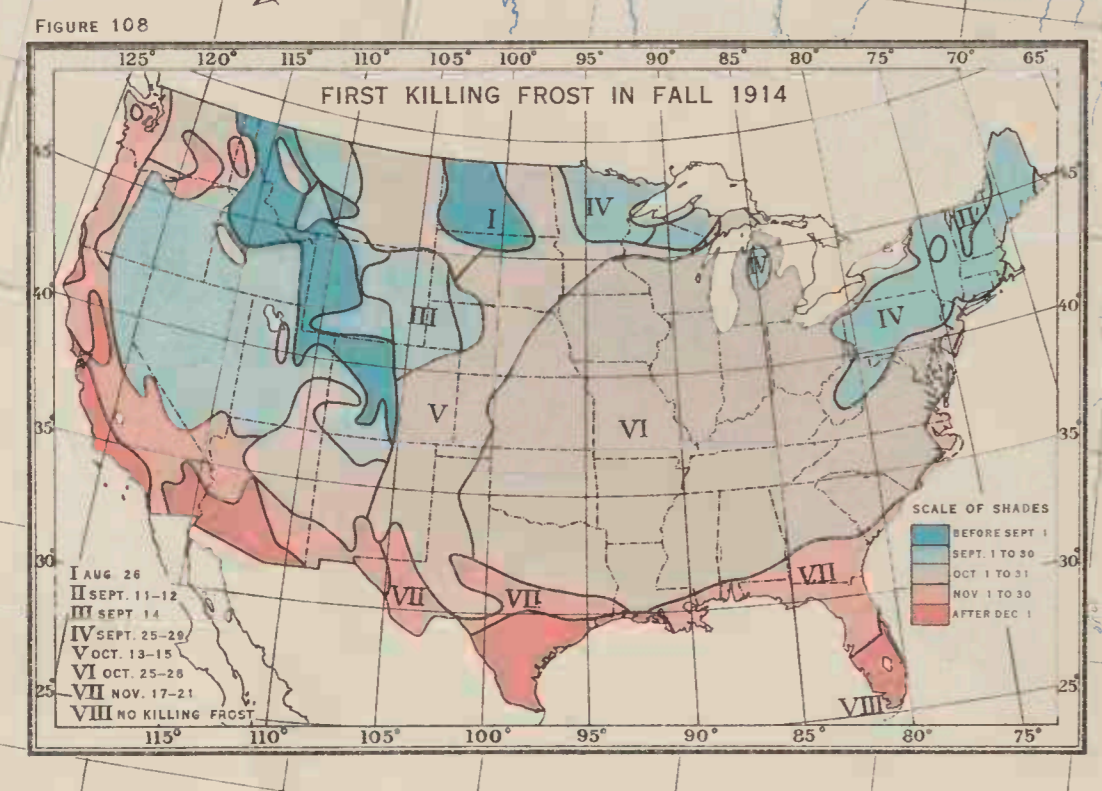 FIGURE 108
125° 120° 115° 110° 105° 100° 95° 90° 85° 80° 75° 70° 65°
FIRST KILLING FROST IN FALL 1914
45° 45°
I IV II
IV
40° 40°
III IV
V VI
35° 35°
SCALE OF SHADES
BEFORE SEPT 1
SEPT. 1 TO 30
OCT 1 TO 31
NOV 1 TO 30
AFTER DEC 1
30° 30°
VII VII VII
I AUG. 26
II SEPT. 11-12
III SEPT. 14
IV SEPT. 25-29
V OCT. 13-15
VI OCT. 25-26
VII NOV. 17-21
VIII NO KILLING FROST
25° 25°
VIII
115° 110° 105° 100° 95° 90° 85° 80° 75°